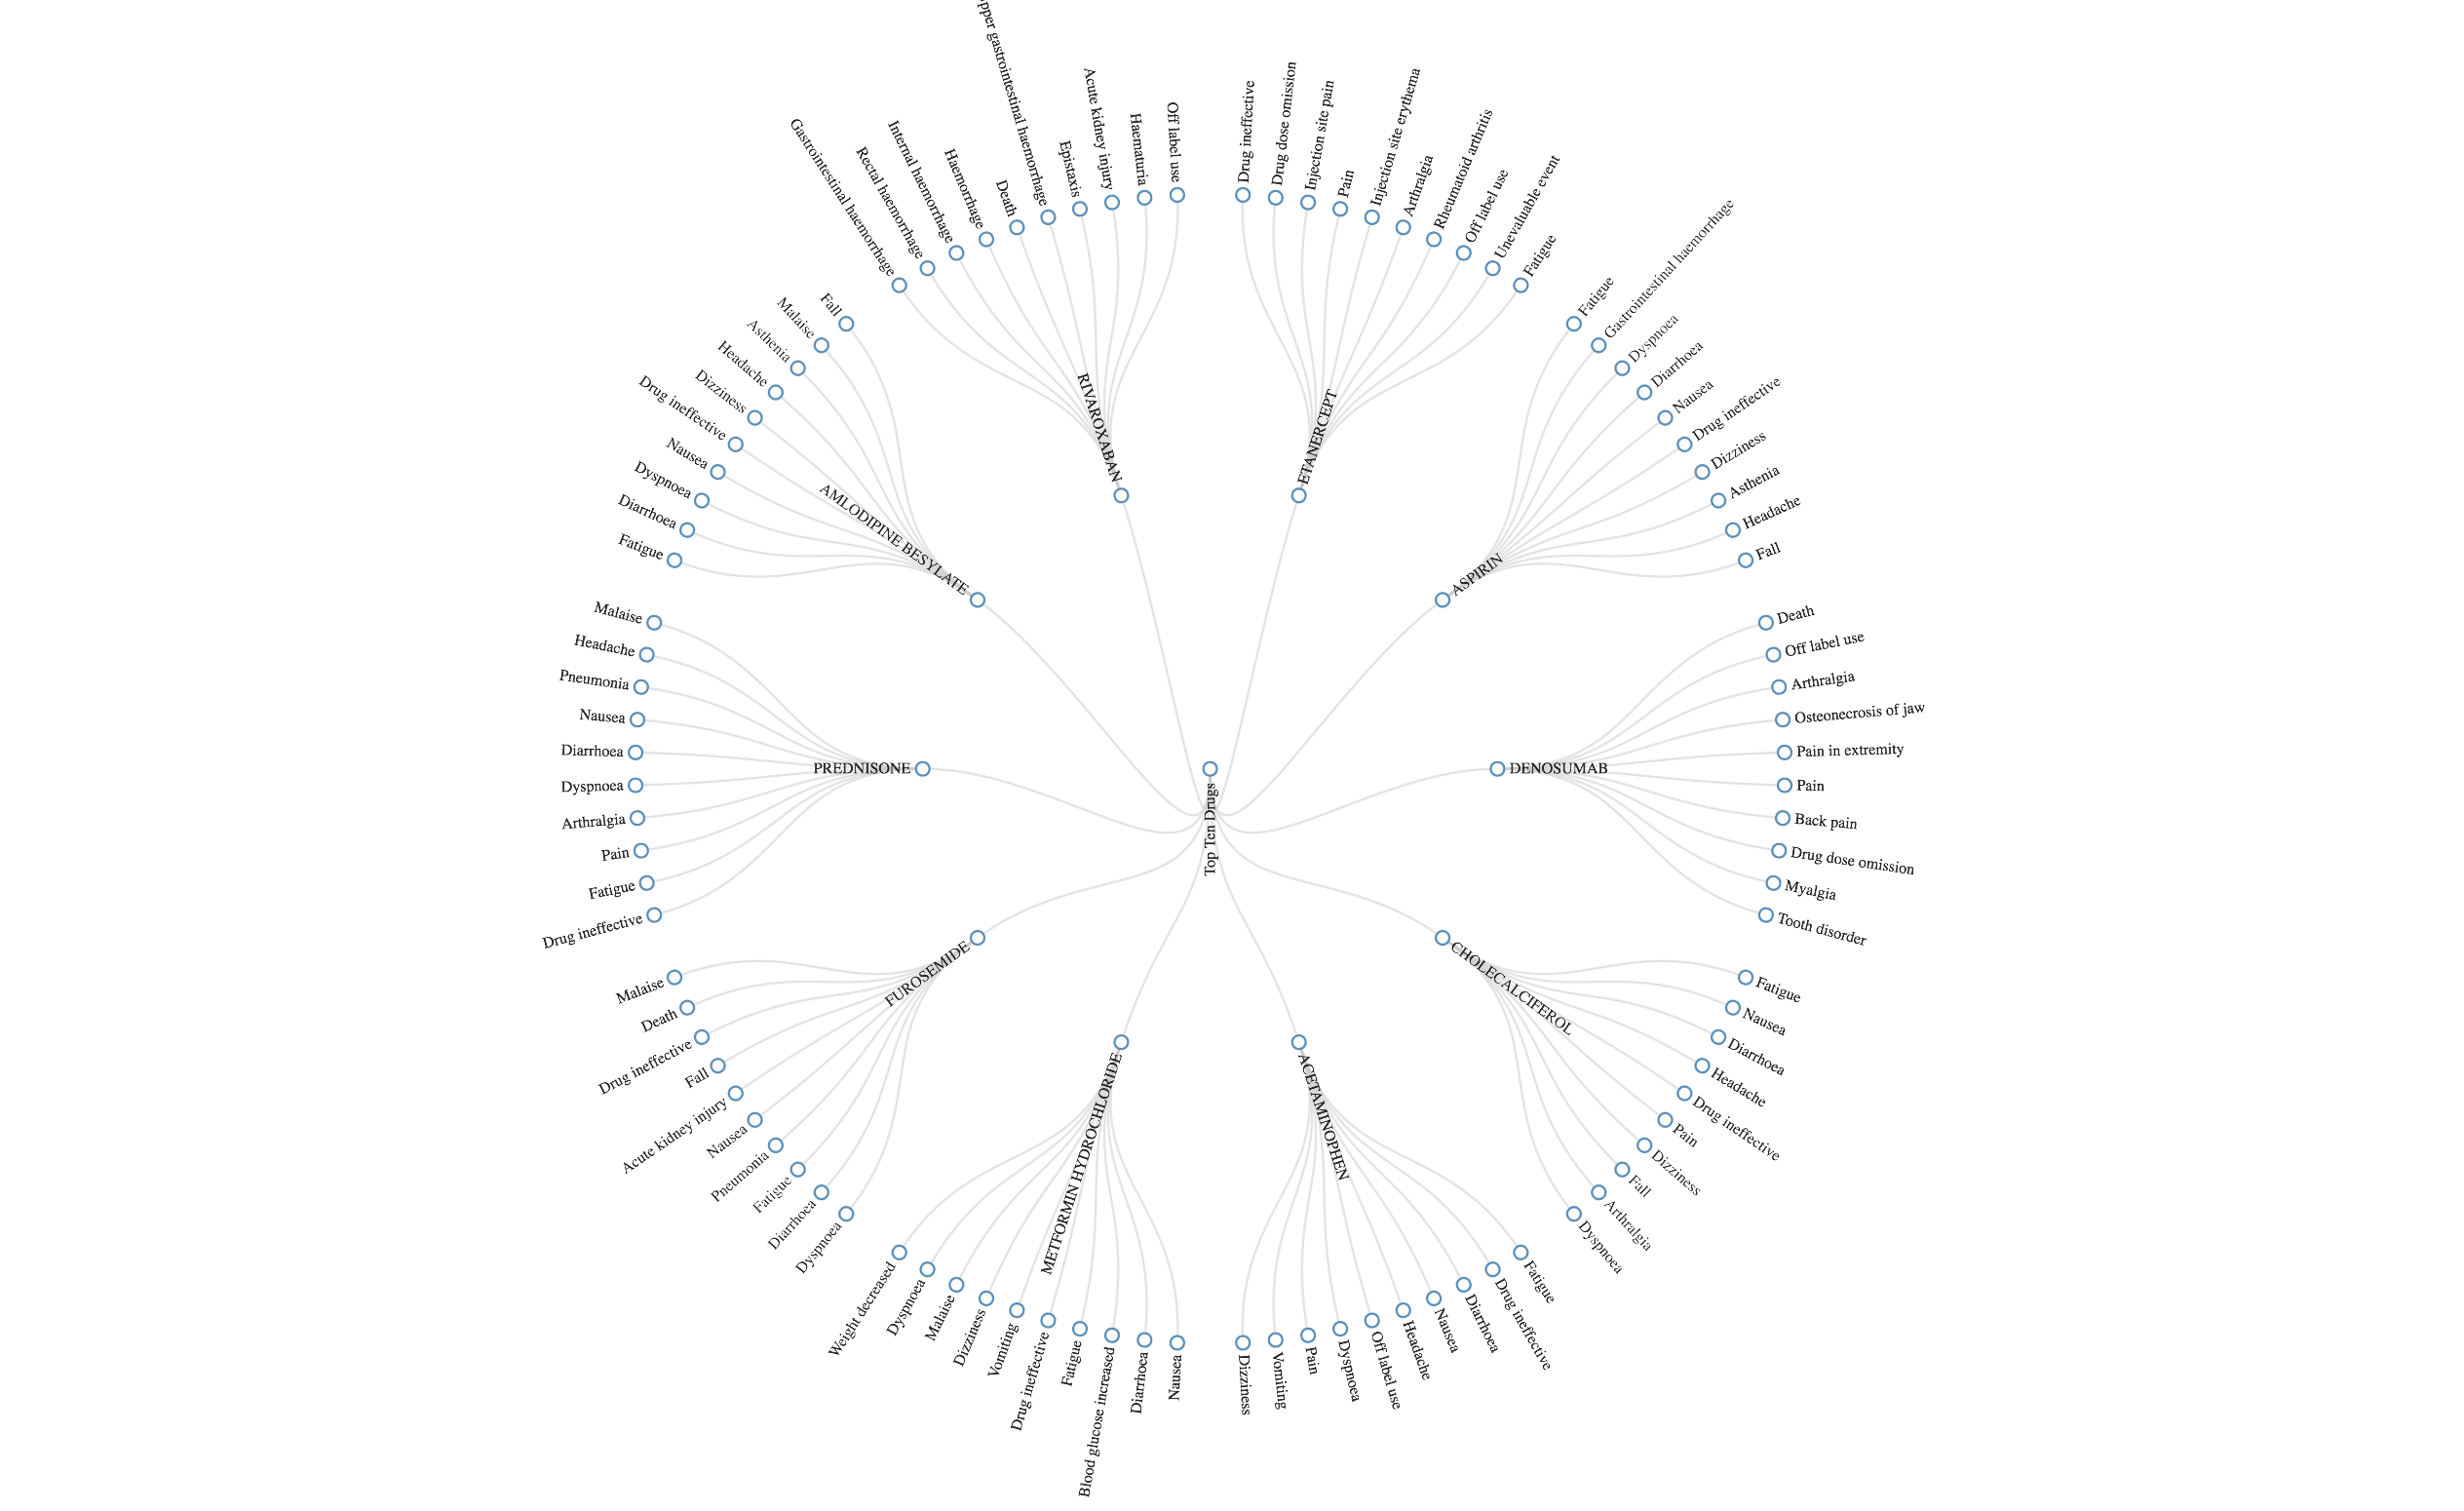 Top Ten Drugs
ETANERCEPT
Drug ineffective
Drug dose omission
Injection site pain
Pain
Injection site erythema
Arthralgia
Rheumatoid arthritis
Off label use
Unevaluable event
Fatigue
ASPIRIN
Fatigue
Gastrointestinal haemorrhage
Dyspnoea
Diarrhoea
Nausea
Drug ineffective
Dizziness
Asthenia
Headache
Fall
DENOSUMAB
Death
Off label use
Arthralgia
Osteonecrosis of jaw
Pain in extremity
Pain
Back pain
Drug dose omission
Myalgia
Tooth disorder
CHOLECALCIFEROL
Fatigue
Nausea
Diarrhoea
Headache
Drug ineffective
Pain
Dizziness
Fall
Arthralgia
Dyspnoea
ACETAMINOPHEN
Fatigue
Drug ineffective
Diarrhoea
Nausea
Headache
Off label use
Dyspnoea
Pain
Vomiting
Dizziness
METFORMIN HYDROCHLORIDE
Nausea
Diarrhoea
Blood glucose increased
Fatigue
Drug ineffective
Vomiting
Dizziness
Malaise
Dyspnoea
Weight decreased
FUROSEMIDE
Dyspnoea
Diarrhoea
Fatigue
Pneumonia
Nausea
Acute kidney injury
Fall
Drug ineffective
Death
Malaise
PREDNISONE
Drug ineffective
Fatigue
Pain
Arthralgia
Dyspnoea
Diarrhoea
Nausea
Pneumonia
Headache
Malaise
AMLODIPINE BESYLATE
Fatigue
Diarrhoea
Dyspnoea
Nausea
Drug ineffective
Dizziness
Headache
Asthenia
Malaise
Fall
RIVAROXABAN
Gastrointestinal haemorrhage
Rectal haemorrhage
Internal haemorrhage
Haemorrhage
Death
gastrointestinal haemorrhage
Epistaxis
Acute kidney injury
Haematuria
Off label use